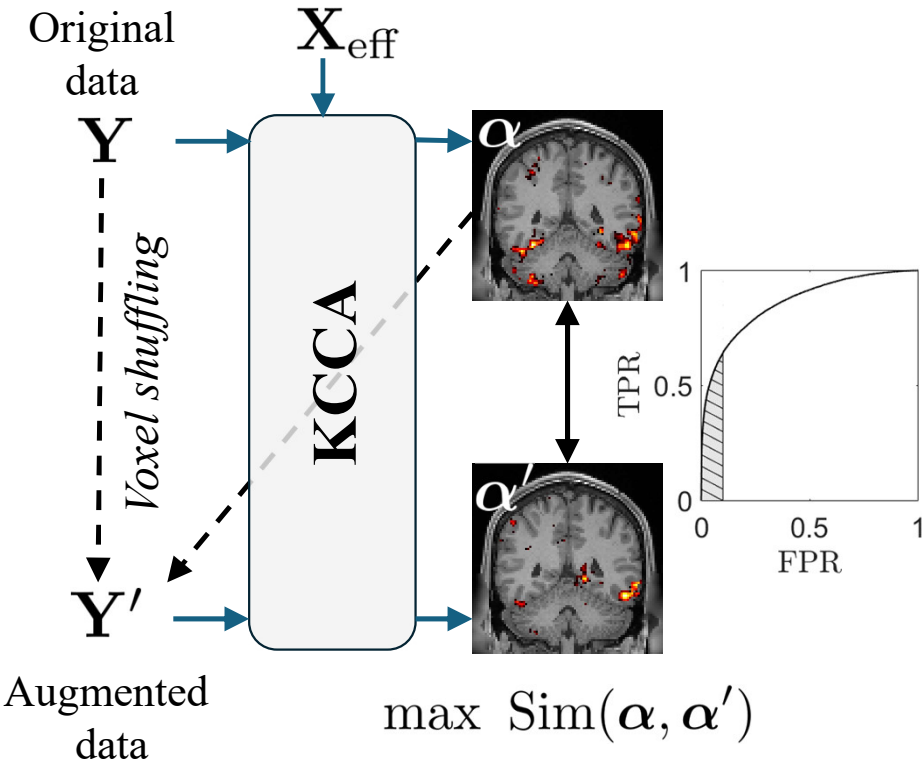 Original
data
X_eff
Y
α
Voxel shuffling
KCCA
1
TPR
0.5
0
0
0.5
1
FPR
α′
Y′
Augmented
data
max Sim(α, α′)